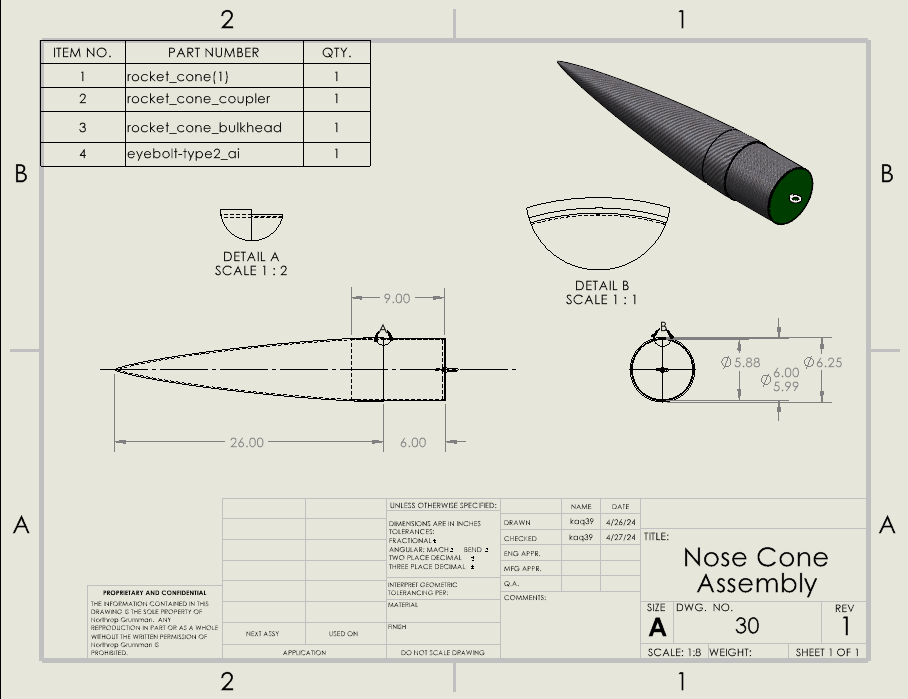 2 1
ITEM NO. PART NUMBER QTY.
1 rocket_cone(1) 1
2 rocket_cone_coupler 1
3 rocket_cone_bulkhead 1
4 eyebolt-type2_ai 1
B B
DETAIL A
SCALE 1 : 2
DETAIL B
SCALE 1 : 1
9.00
A
B
∅5.88
∅6.00
5.99
∅6.25
26.00
6.00
A A
UNLESS OTHERWISE SPECIFIED:
DIMENSIONS ARE IN INCHES
TOLERANCES:
FRACTIONAL ±
ANGULAR: MACH ± BEND ±
TWO PLACE DECIMAL ±
THREE PLACE DECIMAL ±
INTERPRET GEOMETRIC
TOLERANCING PER:
MATERIAL
FINISH
DO NOT SCALE DRAWING
NAME DATE
DRAWN kaq39 4/26/24
CHECKED kaq39 4/27/24
ENG APPR.
MFG APPR.
Q.A.
COMMENTS:
TITLE:
Nose Cone
Assembly
SIZE DWG. NO. REV
A 30 1
SCALE: 1:8 WEIGHT: SHEET 1 OF 1
PROPRIETARY AND CONFIDENTIAL
THE INFORMATION CONTAINED IN THIS
DRAWING IS THE SOLE PROPERTY OF
Northrop Grumman. ANY
REPRODUCTION IN PART OR AS A WHOLE
WITHOUT THE WRITTEN PERMISSION OF
Northrop Grumman IS
PROHIBITED.
NEXT ASSY USED ON
APPLICATION
2 1